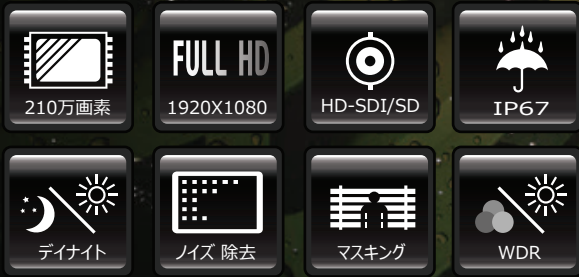 210万画素
FULL HD
1920X1080
HD-SDI/SD
IP67
デイナイト
ノイズ 除去
マスキング
WDR